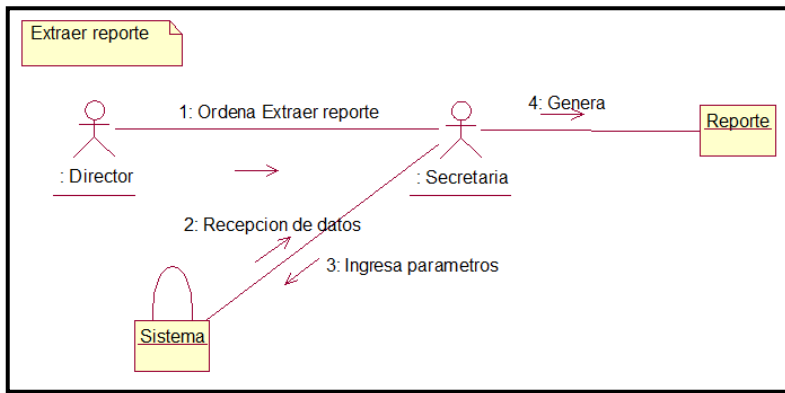 Extraer reporte
1: Ordena Extraer reporte
4: Genera
Reporte
: Director
: Secretaria
2: Recepcion de datos
3: Ingresa parametros
Sistema